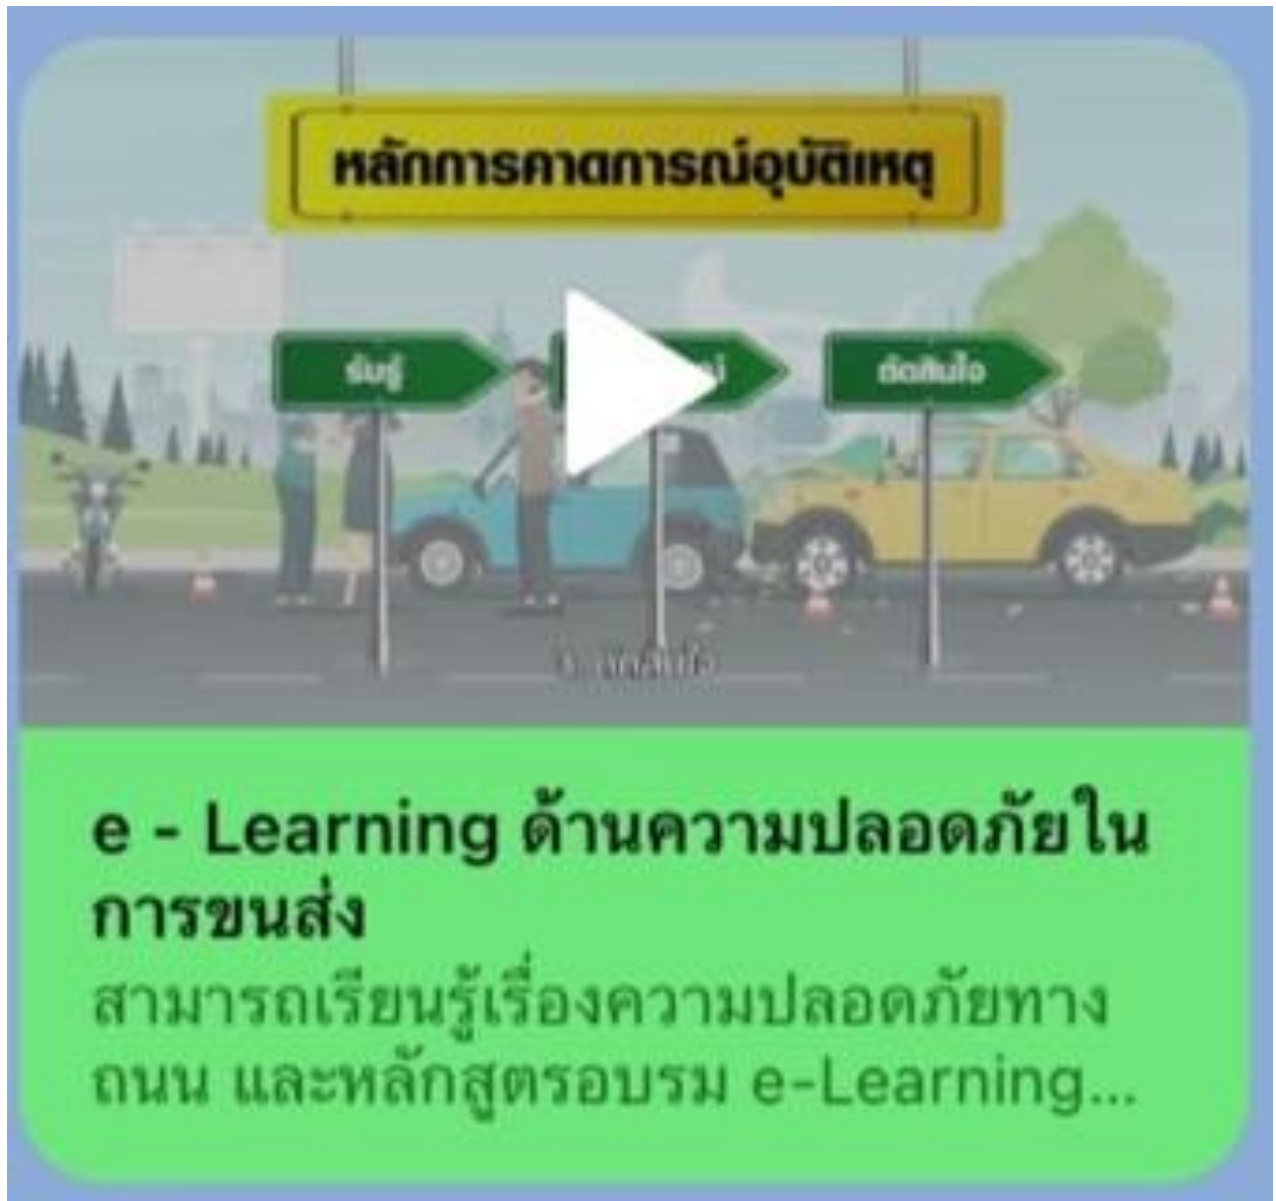 หลักการคาดการณ์อุบัติเหตุ
รับรู้
ตัดสินใจ
e - Learning ด้านความปลอดภัยใน
การขนส่ง
สามารถเรียนรู้เรื่องความปลอดภัยทาง
ถนน และหลักสูตรอบรม e-Learning...